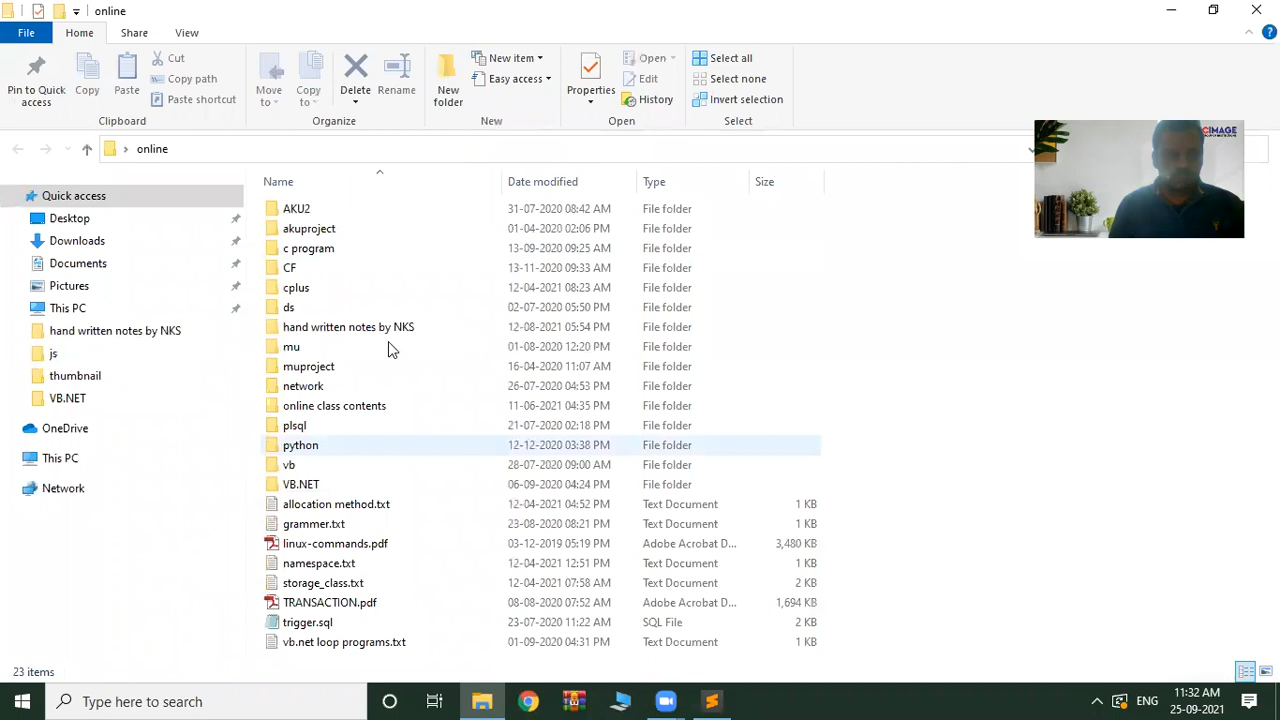 online
File Home Share View
Pin to Quick access
Copy
Paste
Cut
Copy path
Paste shortcut
Clipboard
Move to
Copy to
Delete
Rename
Organize
New folder
New item
Easy access
New
Properties
Open
Edit
History
Open
Select all
Select none
Invert selection
Select
online
CIMAGE
Quick access
Desktop
Downloads
Documents
Pictures
This PC
hand written notes by NKS
js
thumbnail
VB.NET
OneDrive
This PC
Network
Name Date modified Type Size
AKU2 31-07-2020 08:42 AM File folder
akuproject 01-04-2020 02:06 PM File folder
c program 13-09-2020 09:25 AM File folder
CF 13-11-2020 09:33 AM File folder
cplus 12-04-2021 08:23 AM File folder
ds 02-07-2020 05:50 PM File folder
hand written notes by NKS 12-08-2021 05:54 PM File folder
mu 01-08-2020 12:20 PM File folder
muproject 16-04-2020 11:07 AM File folder
network 26-07-2020 04:53 PM File folder
online class contents 11-06-2021 04:35 PM File folder
plsql 21-07-2020 02:18 PM File folder
python 12-12-2020 03:38 PM File folder
vb 28-07-2020 09:00 AM File folder
VB.NET 06-09-2020 04:24 PM File folder
allocation method.txt 12-04-2021 04:52 PM Text Document 1 KB
grammer.txt 23-08-2020 08:21 PM Text Document 1 KB
linux-commands.pdf 03-12-2019 05:19 PM Adobe Acrobat D... 3,480 KB
namespace.txt 12-04-2021 12:51 PM Text Document 1 KB
storage_class.txt 12-04-2021 07:58 AM Text Document 2 KB
TRANSACTION.pdf 08-08-2020 07:52 AM Adobe Acrobat D... 1,694 KB
trigger.sql 23-07-2020 11:22 AM SQL File 2 KB
vb.net loop programs.txt 01-09-2020 04:31 PM Text Document 1 KB
23 items
Type here to search
ENG
11:32 AM
25-09-2021